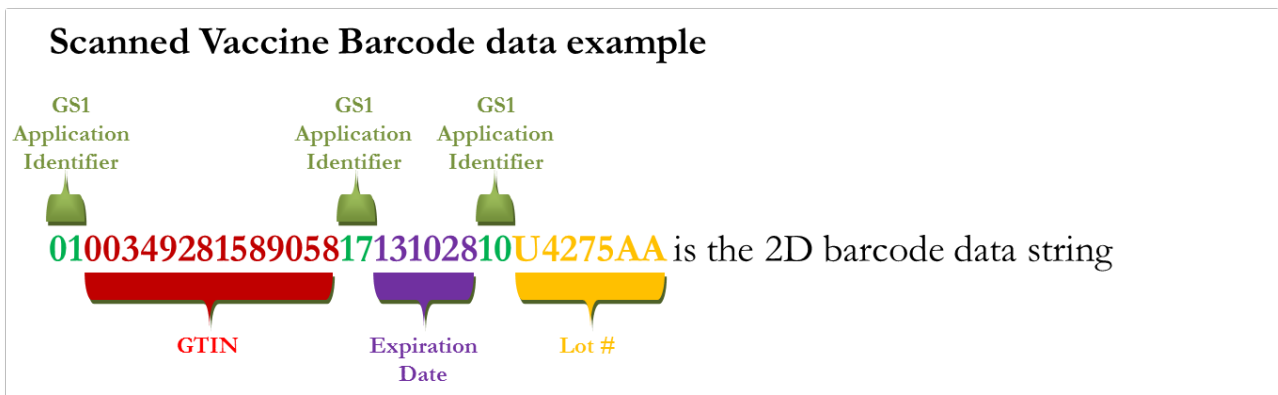 Scanned Vaccine Barcode data example
GS1 Application Identifier
GS1 Application Identifier
GS1 Application Identifier
01003492815890581713102810U4275AA is the 2D barcode data string
GTIN
Expiration Date
Lot #